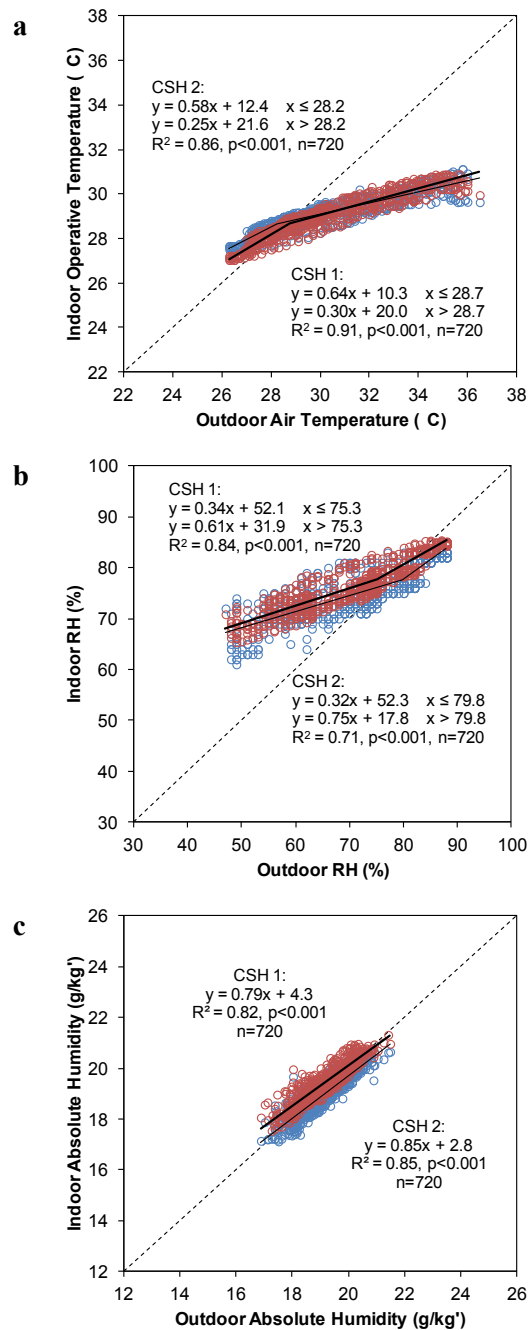 a
38
36
34
32
30
28
26
24
22
Indoor Operative Temperature ( C)
CSH 2:
y = 0.58x + 12.4 x ≤ 28.2
y = 0.25x + 21.6 x > 28.2
R² = 0.86, p<0.001, n=720
CSH 1:
y = 0.64x + 10.3 x ≤ 28.7
y = 0.30x + 20.0 x > 28.7
R² = 0.91, p<0.001, n=720
22 24 26 28 30 32 34 36 38
Outdoor Air Temperature ( C)
b
100
90
80
70
60
50
40
30
Indoor RH (%)
CSH 1:
y = 0.34x + 52.1 x ≤ 75.3
y = 0.61x + 31.9 x > 75.3
R² = 0.84, p<0.001, n=720
CSH 2:
y = 0.32x + 52.3 x ≤ 79.8
y = 0.75x + 17.8 x > 79.8
R² = 0.71, p<0.001, n=720
30 40 50 60 70 80 90 100
Outdoor RH (%)
c
26
24
22
20
18
16
14
12
Indoor Absolute Humidity (g/kg')
CSH 1:
y = 0.79x + 4.3
R² = 0.82, p<0.001
n=720
CSH 2:
y = 0.85x + 2.8
R² = 0.85, p<0.001
n=720
12 14 16 18 20 22 24 26
Outdoor Absolute Humidity (g/kg')